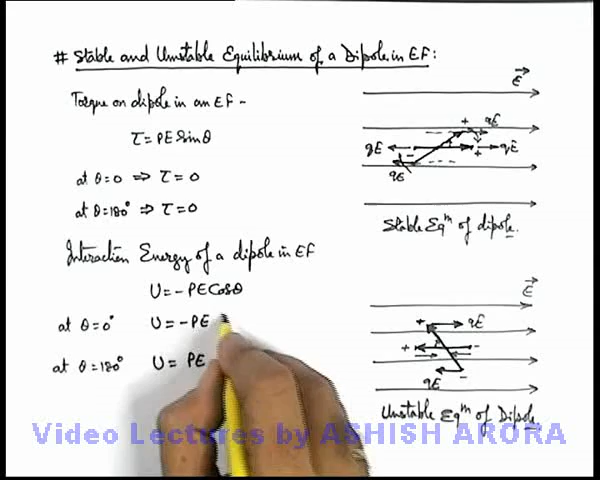 # Stable and Unstable Equilibrium of a Dipole in EF:
Torque on dipole in an EF -
τ = PE sinθ
at θ=0 ⇒ τ = 0
at θ=180° ⇒ τ = 0
Interaction Energy of a dipole in EF
U = - PE Cosθ
at θ=0° U = - PE
at θ=180° U = PE
E
+ qE
qE - + qE
qE
Stable Eqᵐ of dipole.
E
+ qE
+ -
qE -
Unstable Eqᵐ of Dipole
Video Lectures by ASHISH ARORA